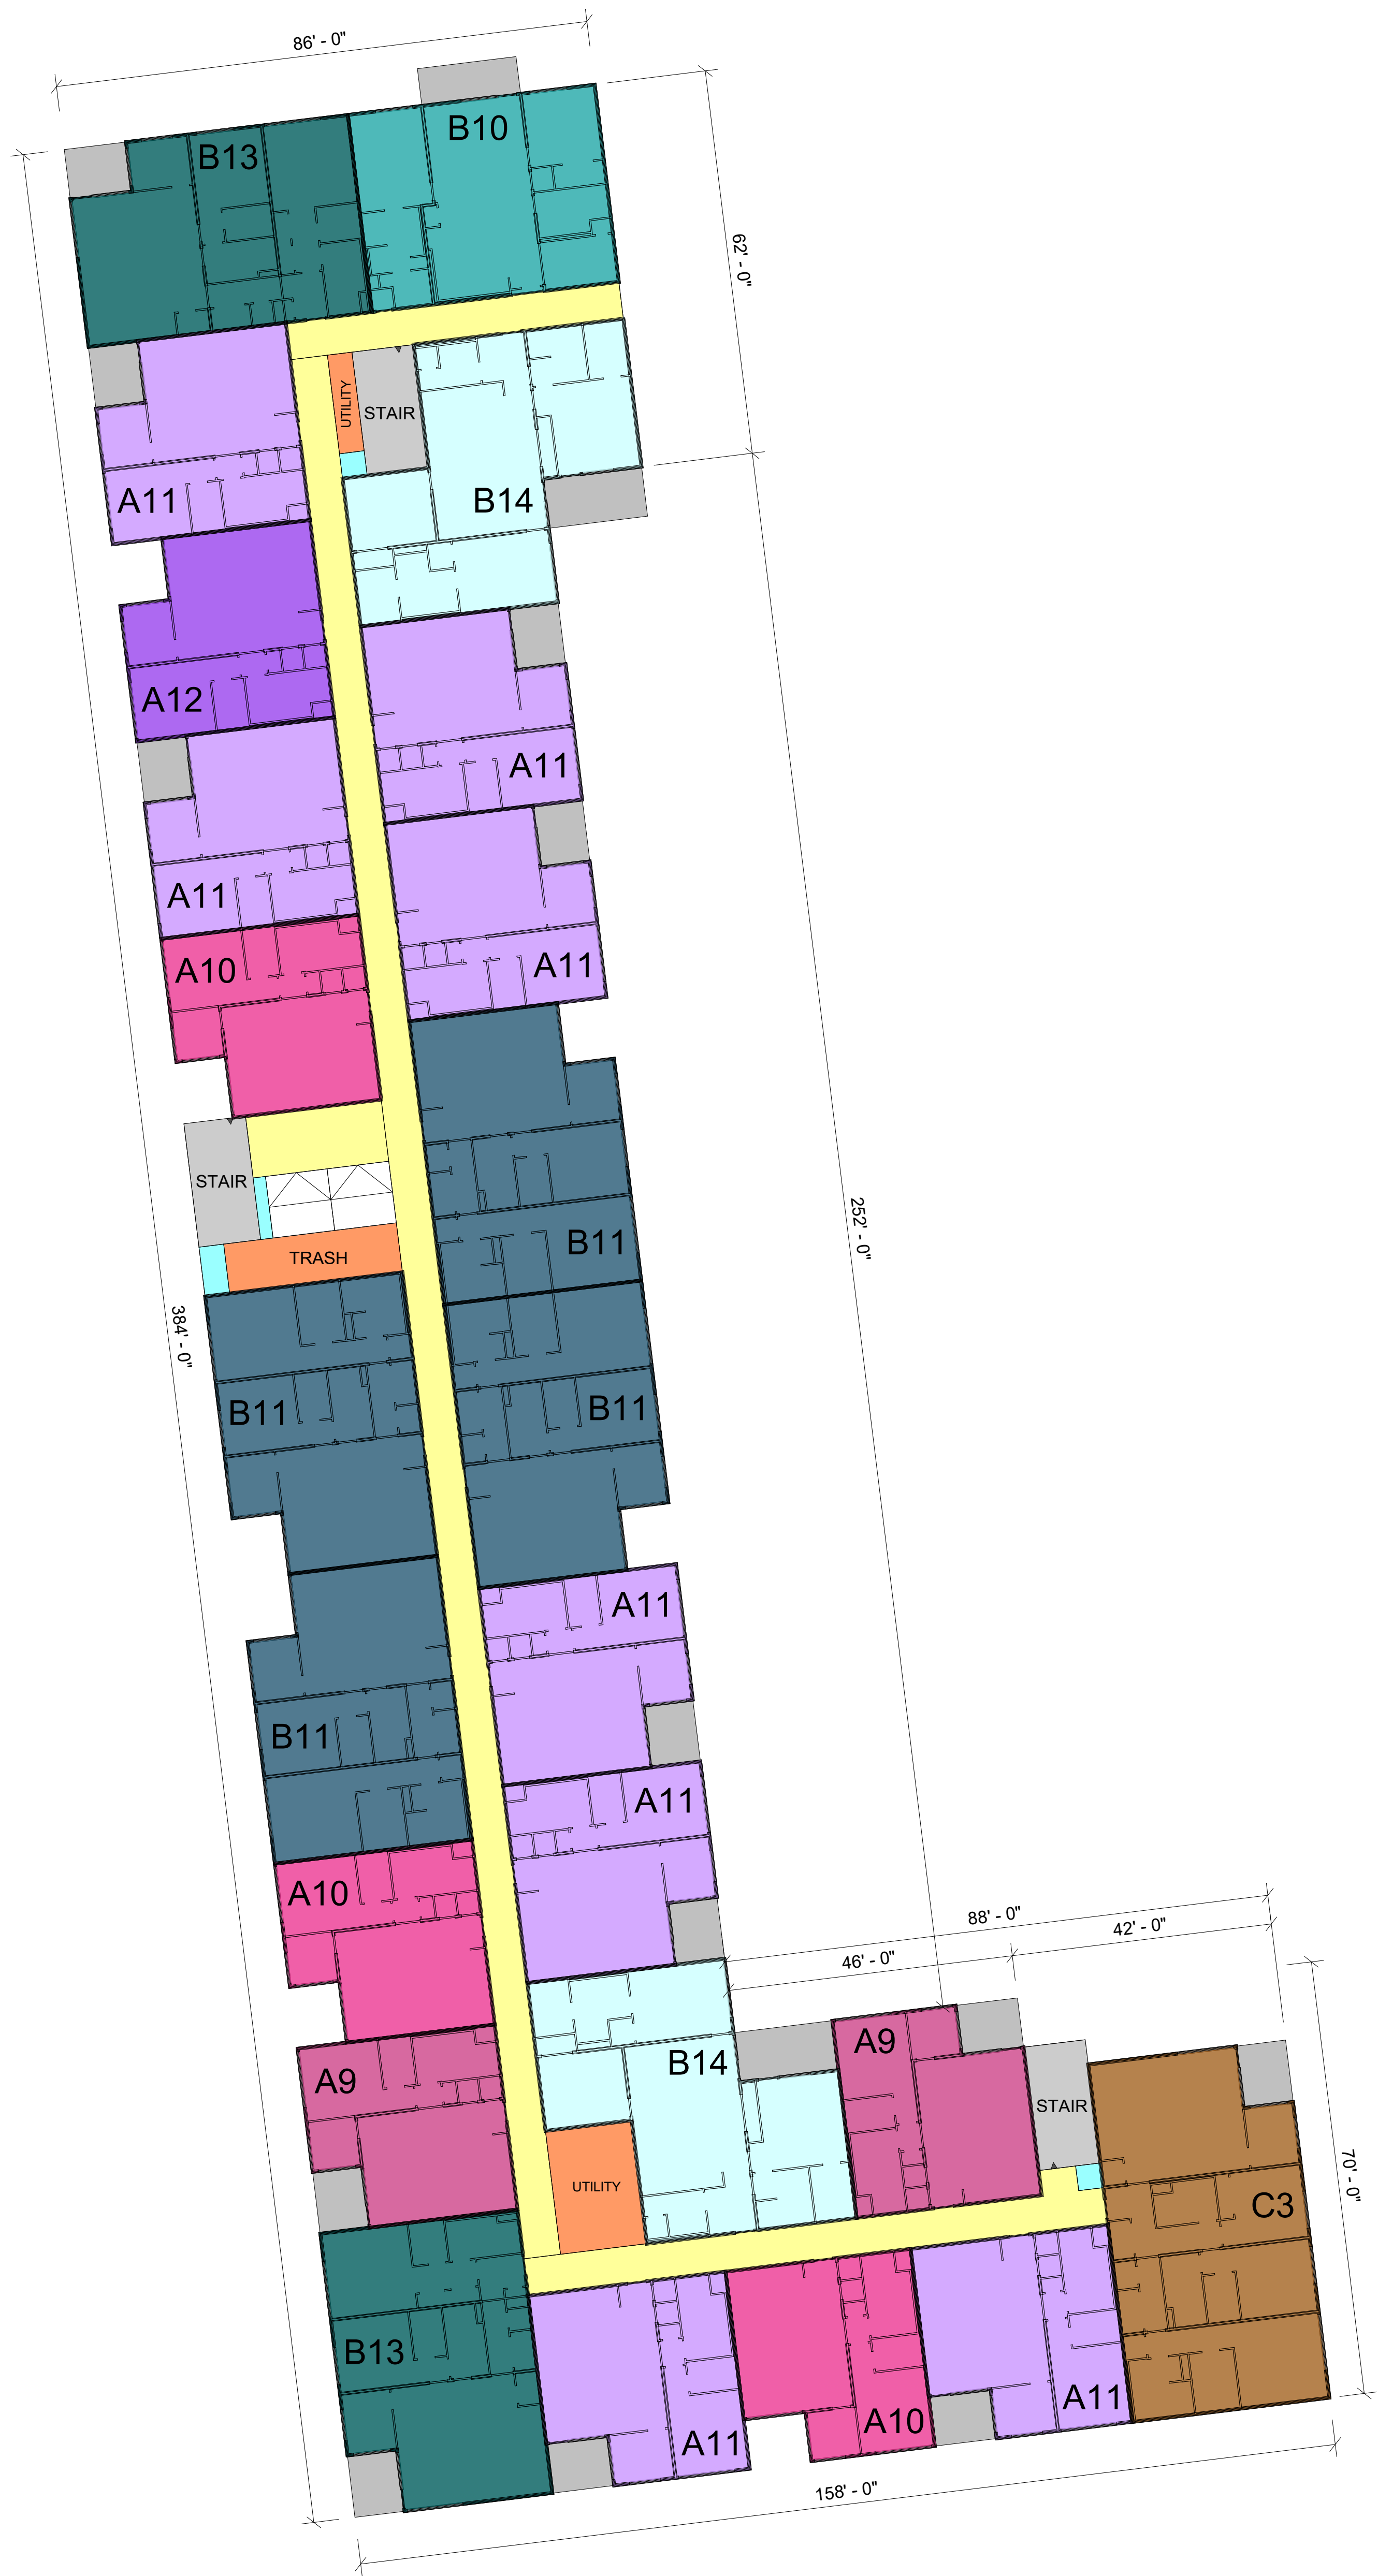 86' - 0"
B10
B13
62' - 0"
UTILITY
STAIR
A11
B14
A12
A11
A11
A11
A10
STAIR
B11
252' - 0"
TRASH
384' - 0"
B11
B11
A11
B11
A11
A10
88' - 0"
42' - 0"
46' - 0"
A9
B14
A9
STAIR
70' - 0"
UTILITY
C3
B13
A11
A10
A11
158' - 0"